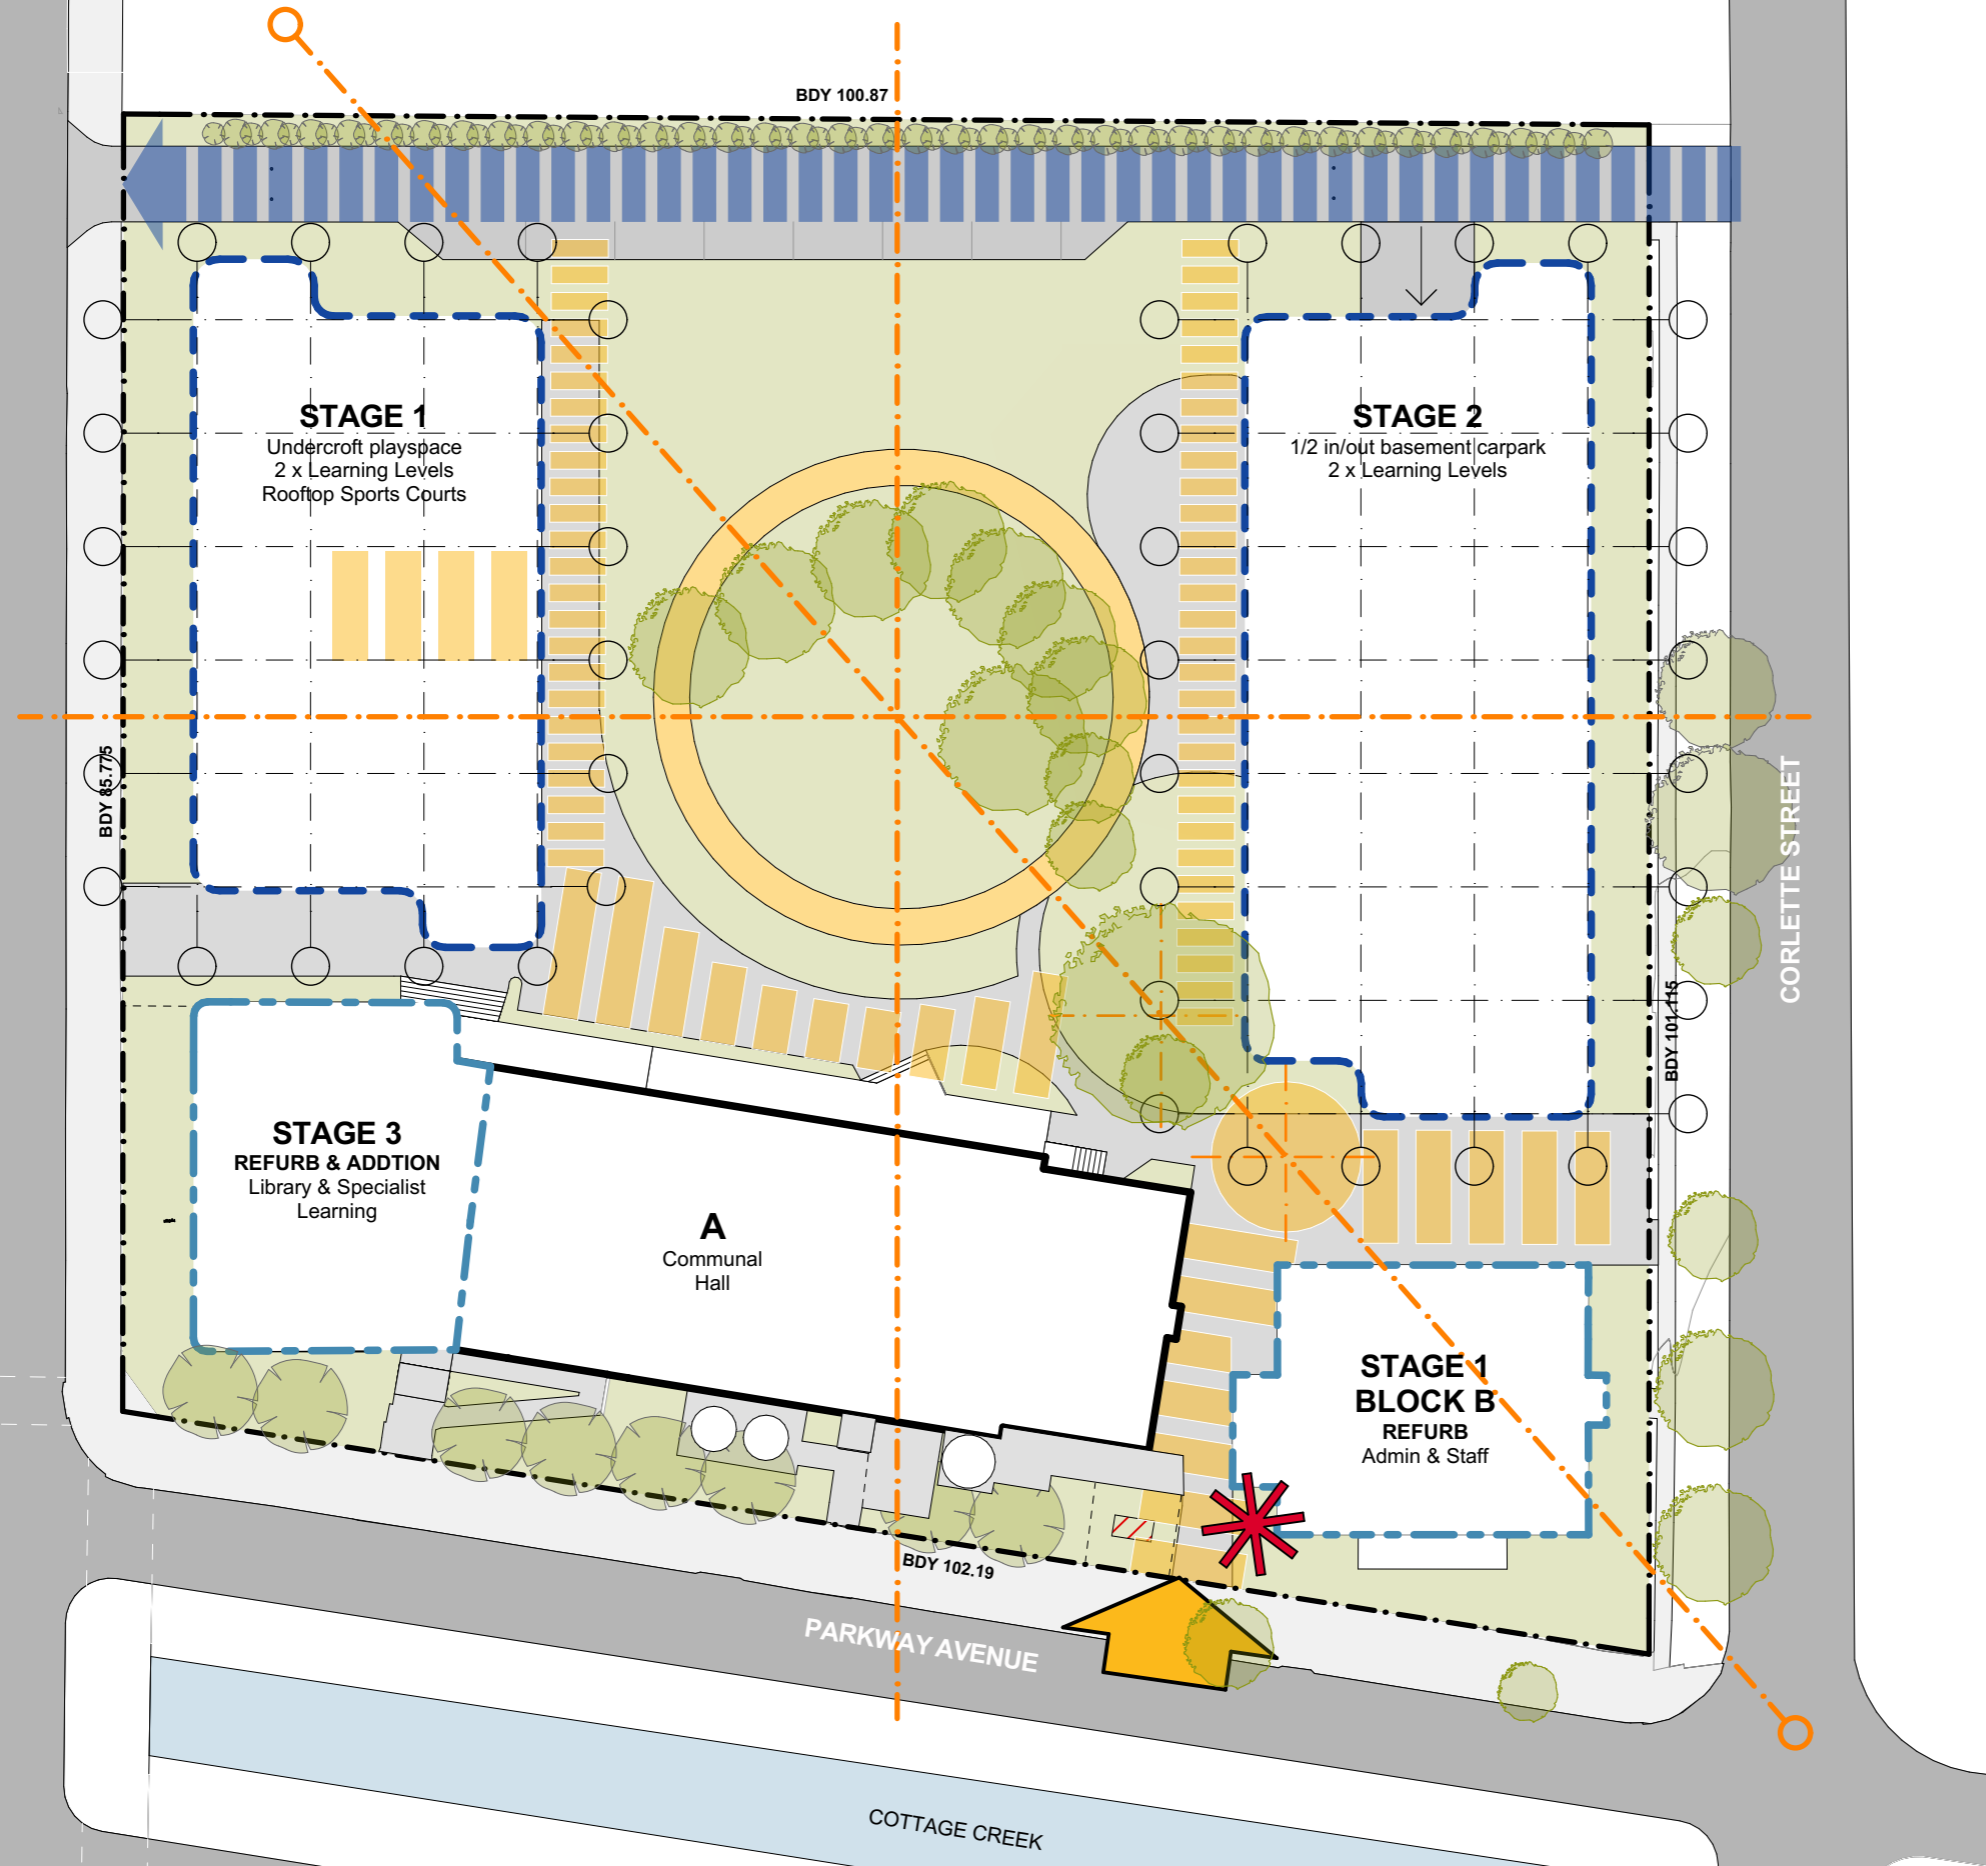 BDY 100.87
STAGE 1
Undercroft playspace
2 x Learning Levels
Rooftop Sports Courts
STAGE 2
1/2 in/out basement carpark
2 x Learning Levels
BDY 85.775
CORLETTE STREET
BDY 101.115
STAGE 3
REFURB & ADDTION
Library & Specialist
Learning
A
Communal
Hall
STAGE 1
BLOCK B
REFURB
Admin & Staff
BDY 102.19
PARKWAY AVENUE
COTTAGE CREEK